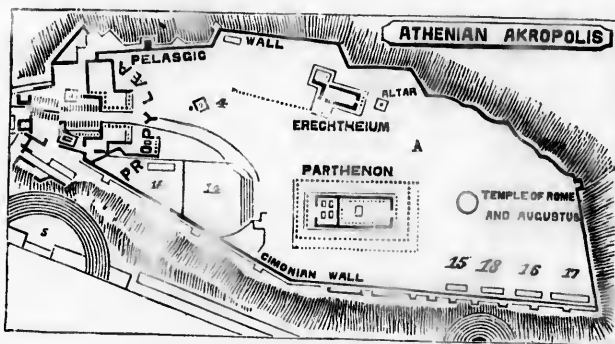 ATHENIAN AKROPOLIS
PELASGIC WALL
PROPYLEA
4
ALTAR
ERECHTHEIUM
A
PARTHENON
TEMPLE OF ROME
AND AUGUSTUS
CIMONIAN WALL
15 18 16 17
5